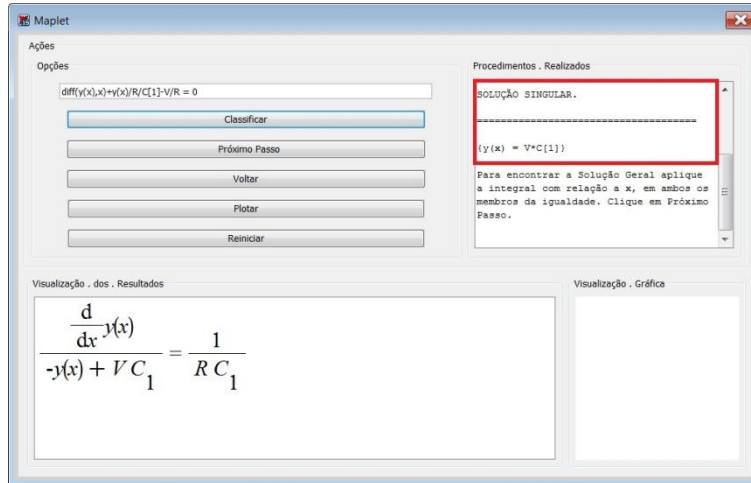 Maplet
Ações
Opções
diff(y(x),x)+y(x)/R/C[1]-V/R = 0
Classificar
Próximo Passo
Voltar
Plotar
Reiniciar
Procedimentos . Realizados
SOLUÇÃO SINGULAR.
=====================================
{y(x) = V*C[1]}
Para encontrar a Solução Geral aplique
a integral com relação a x, em ambos os
membros da igualdade. Clique em Próximo
Passo.
Visualização . dos . Resultados
d
dx y(x)
-y(x) + V C1 = 1
R C1
Visualização . Gráfica